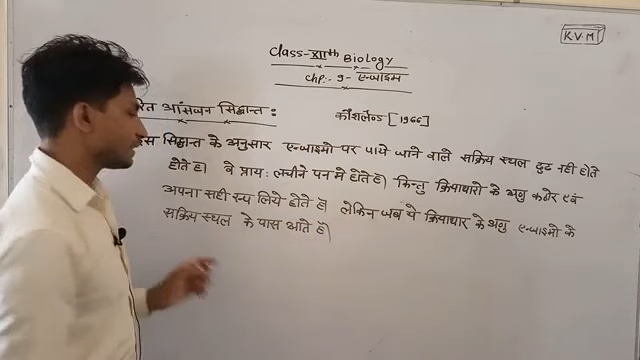 K.V.M
Class-XIIth Biology
Chp:- 9- एन्जाइम
रित आसंजन सिद्धान्त : कौशलैण्ड [1966]
इस सिद्धान्त के अनुसार एन्जाइमो पर पाये जाने वाले सक्रिय स्थल दृढ नही होते
होते है। वे प्राय: लचीने पन मे होते है) किन्तु क्रियाधारो के अणु कठोर एवं
अपना सही रूप लिये होते है लेकिन जब ये क्रियाधार के अणु एन्जाइमो के
सक्रिय स्थल के पास आते है)